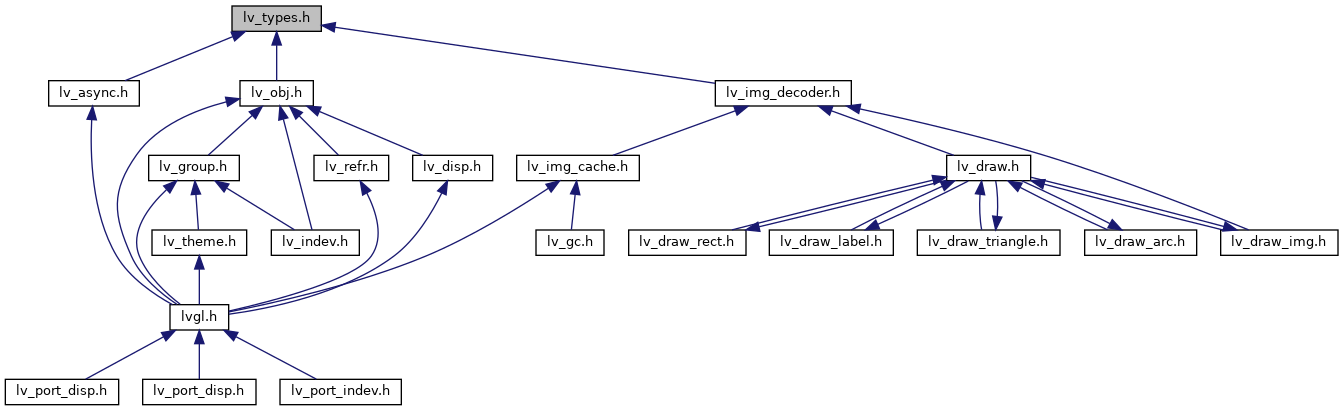 lv_types.h
lv_async.h
lv_obj.h
lv_img_decoder.h
lv_group.h
lv_refr.h
lv_disp.h
lv_img_cache.h
lv_draw.h
lv_theme.h
lv_indev.h
lv_gc.h
lv_draw_rect.h
lv_draw_label.h
lv_draw_triangle.h
lv_draw_arc.h
lv_draw_img.h
lvgl.h
lv_port_disp.h
lv_port_disp.h
lv_port_indev.h